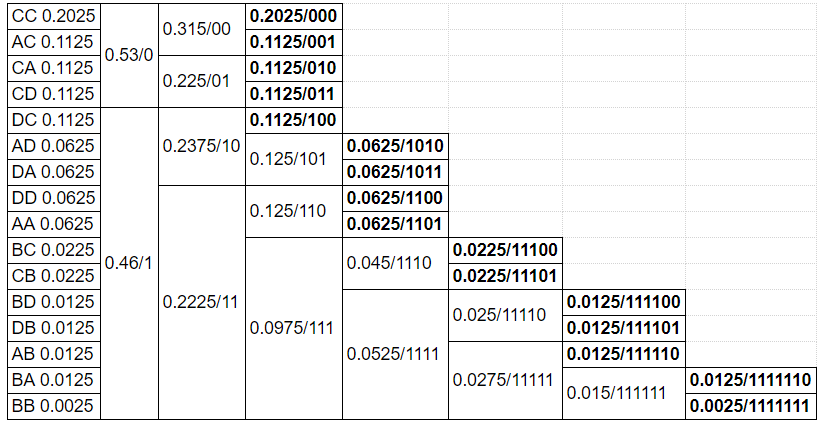 CC 0.2025 0.53/0 0.315/00 0.2025/000
AC 0.1125 0.1125/001
CA 0.1125 0.225/01 0.1125/010
CD 0.1125 0.1125/011
DC 0.1125 0.46/1 0.2375/10 0.1125/100
AD 0.0625 0.125/101 0.0625/1010
DA 0.0625 0.0625/1011
DD 0.0625 0.2225/11 0.125/110 0.0625/1100
AA 0.0625 0.0625/1101
BC 0.0225 0.0975/111 0.045/1110 0.0225/11100
CB 0.0225 0.0225/11101
BD 0.0125 0.0525/1111 0.025/11110 0.0125/111100
DB 0.0125 0.0125/111101
AB 0.0125 0.0275/11111 0.0125/111110
BA 0.0125 0.015/111111 0.0125/1111110
BB 0.0025 0.0025/1111111